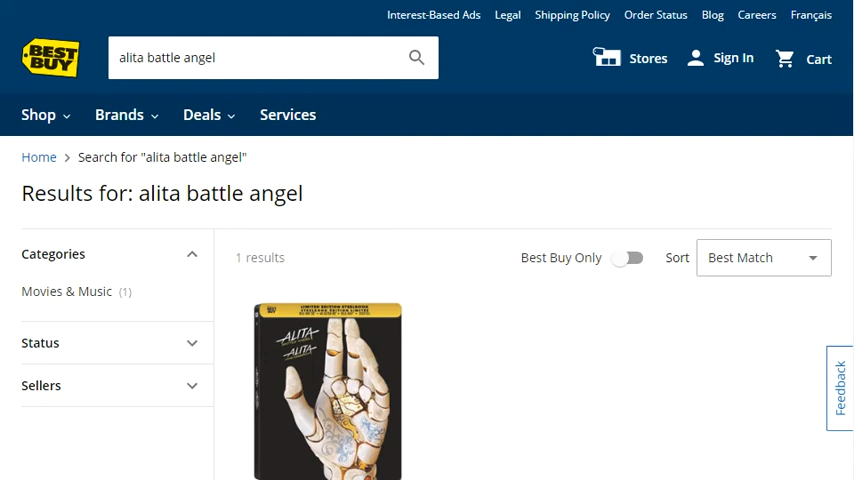 Interest-Based Ads Legal Shipping Policy Order Status Blog Careers Français
BEST
BUY
alita battle angel
Stores Sign In Cart
Shop Brands Deals Services
Home > Search for "alita battle angel"
Results for: alita battle angel
Categories
1 results
Best Buy Only
Sort Best Match
Movies & Music (1)
Status
Sellers
LIMITED EDITION STEELBOOK
ALITA
ALITA
Feedback